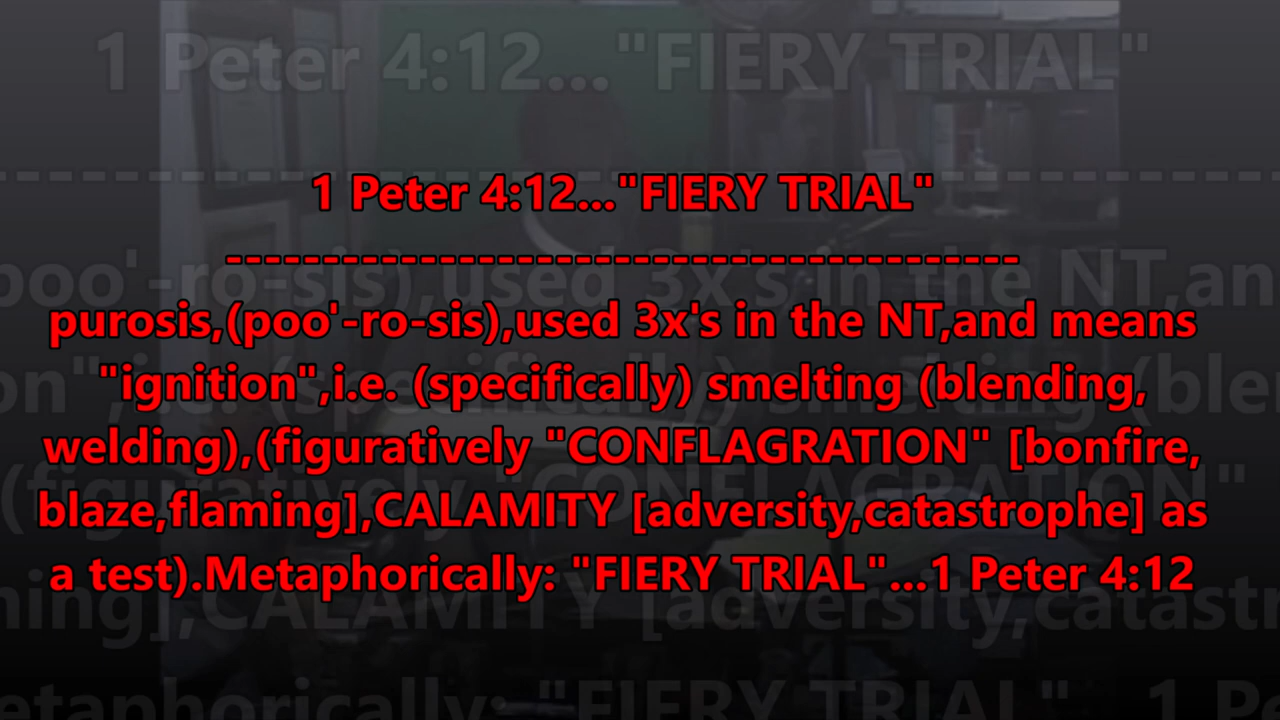 1 Peter 4:12..."FIERY TRIAL"
-----------------------------------------
purosis,(poo'-ro-sis),used 3x's in the NT,and means
"ignition",i.e. (specifically) smelting (blending,
welding),(figuratively "CONFLAGRATION" [bonfire,
blaze,flaming],CALAMITY [adversity,catastrophe] as
a test).Metaphorically: "FIERY TRIAL"...1 Peter 4:12